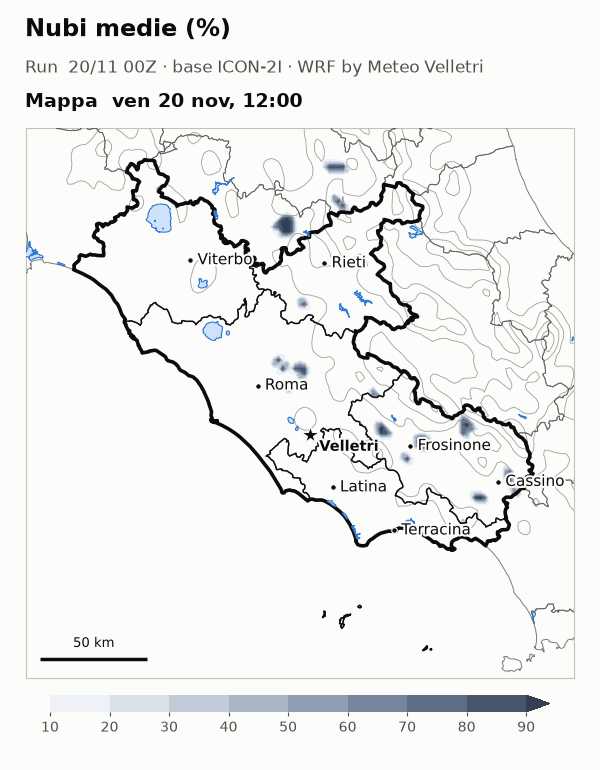 Nubi medie (%)
Run  20/11 00Z · base ICON-2I · WRF by Meteo Velletri
Mappa  ven 20 nov, 12:00
Viterbo
Rieti
Roma
Velletri
Frosinone
Latina
Cassino
Terracina
50 km
10 20 30 40 50 60 70 80 90